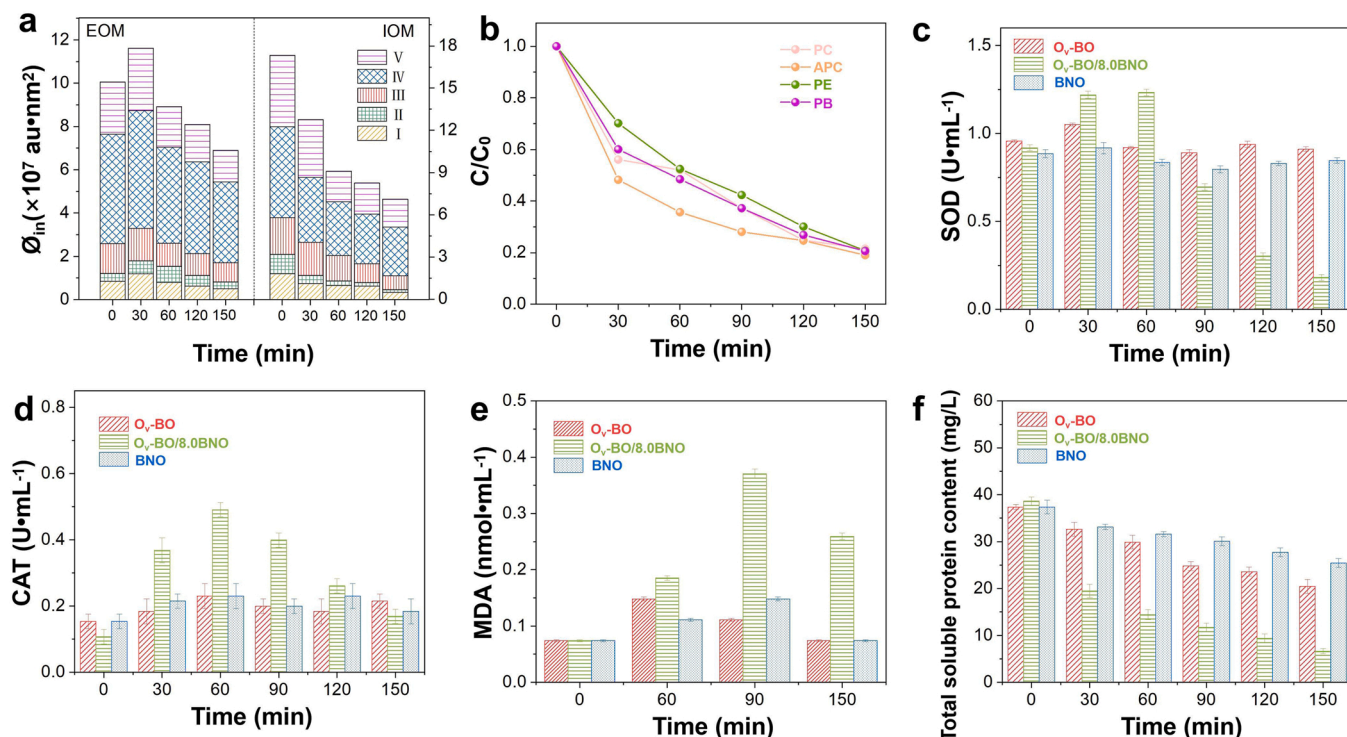 a
EOM
IOM
V
IV
III
II
I
Øin(×10⁷ au•nm²)
12
10
8
6
4
2
0
18
15
12
9
6
3
0
0 30 60 120 150 0 30 60 120 150
Time (min)
b
PC
APC
PE
PB
C/C₀
1.0
0.8
0.6
0.4
0.2
0.0
0 30 60 90 120 150
Time (min)
c
Oᵥ-BO
Oᵥ-BO/8.0BNO
BNO
SOD (U•mL⁻¹)
1.5
1.0
0.5
0.0
0 30 60 90 120 150
Time (min)
d
Oᵥ-BO
Oᵥ-BO/8.0BNO
BNO
CAT (U•mL⁻¹)
0.8
0.6
0.4
0.2
0.0
0 30 60 90 120 150
Time (min)
e
Oᵥ-BO
Oᵥ-BO/8.0BNO
BNO
MDA (nmol•mL⁻¹)
0.5
0.4
0.3
0.2
0.1
0.0
0 60 90 150
Time (min)
f
Oᵥ-BO
Oᵥ-BO/8.0BNO
BNO
Total soluble protein content (mg/L)
60
50
40
30
20
10
0
0 30 60 90 120 150
Time (min)